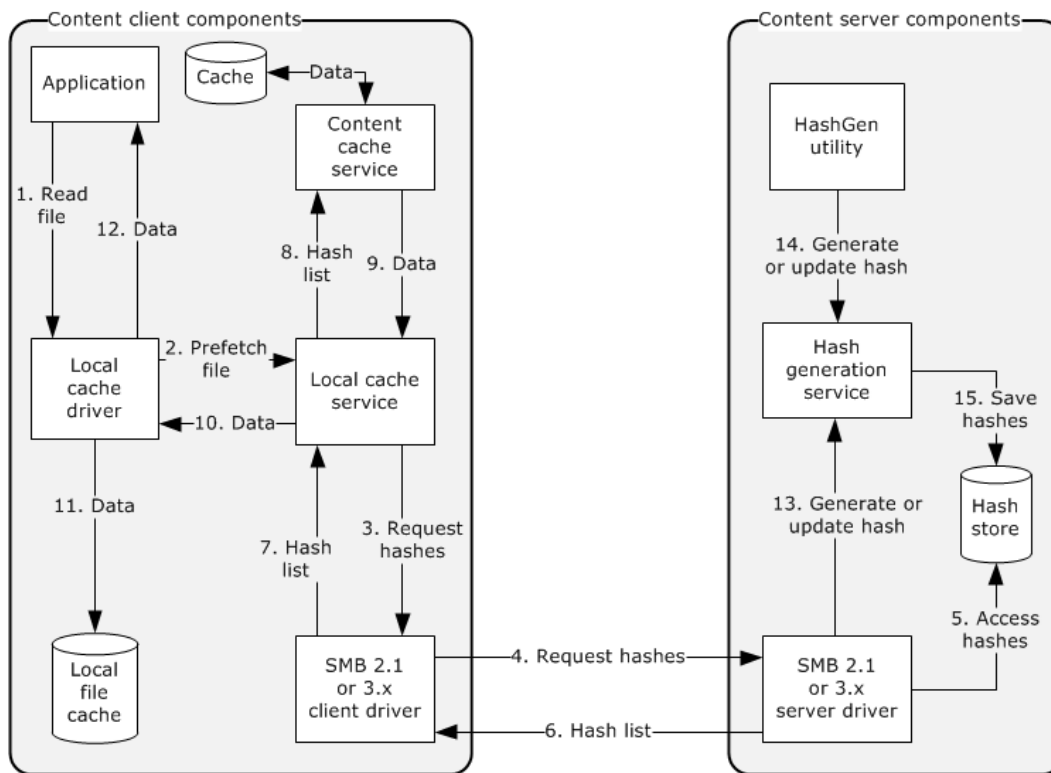 Content client components
Content server components
Application
Cache
Data
Content
cache
service
HashGen
utility
1. Read
file
12. Data
8. Hash
list
9. Data
14. Generate
or update hash
Local
cache
driver
2. Prefetch
file
Local cache
service
10. Data
Hash
generation
service
15. Save
hashes
11. Data
7. Hash
list
3. Request
hashes
13. Generate or
update hash
Hash
store
5. Access
hashes
Local
file
cache
SMB 2.1
or 3.x
client driver
4. Request hashes
6. Hash list
SMB 2.1
or 3.x
server driver